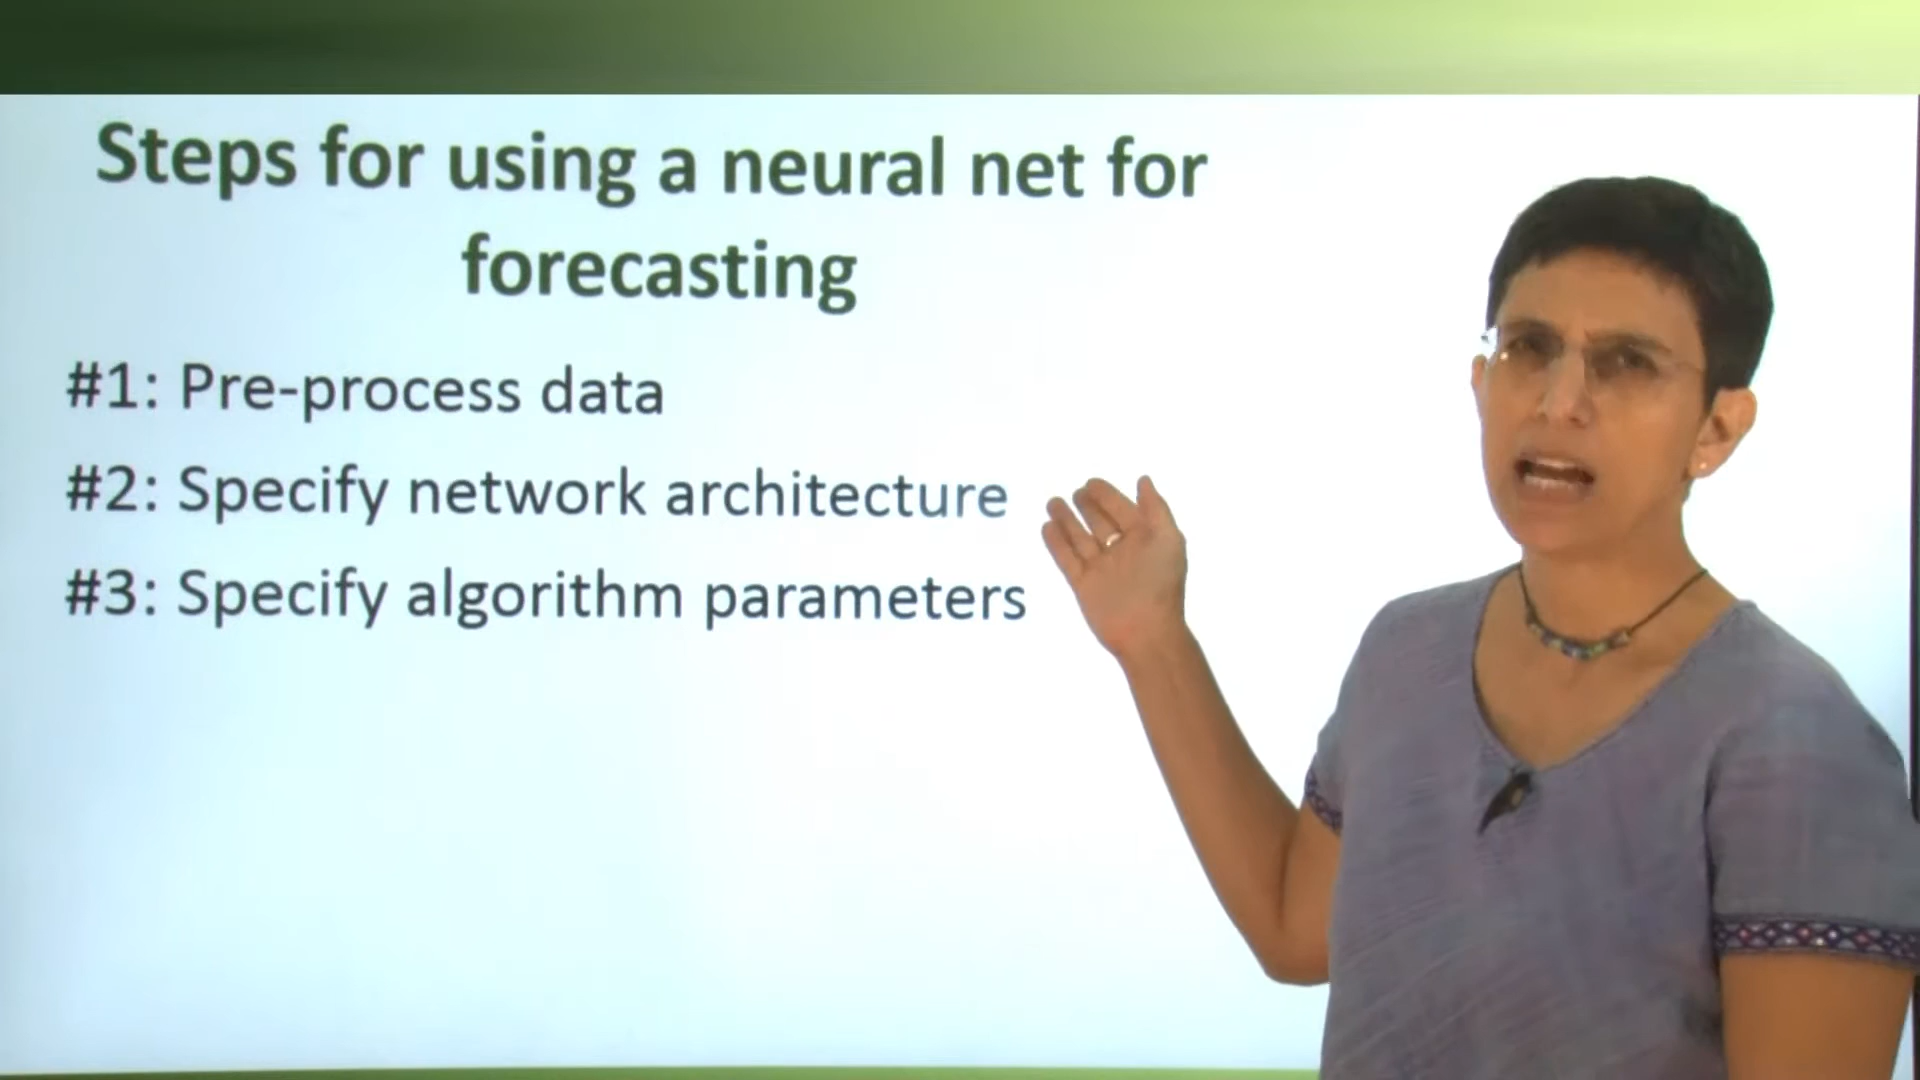 Steps for using a neural net for
forecasting
#1: Pre-process data
#2: Specify network architecture
#3: Specify algorithm parameters